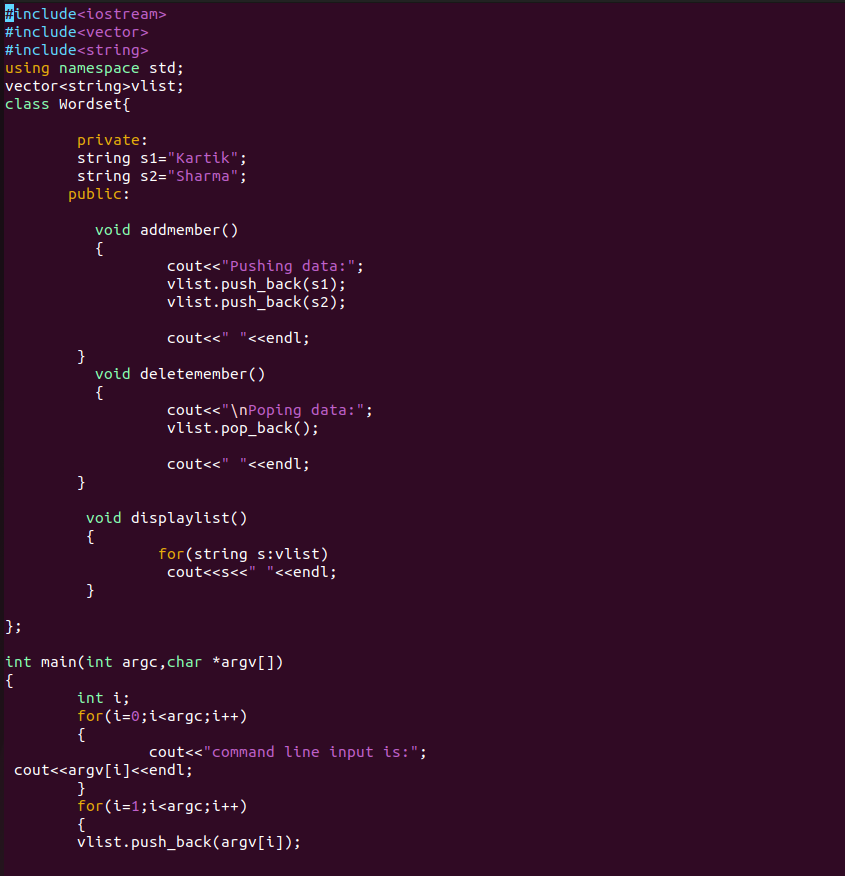 #include<iostream>
#include<vector>
#include<string>
using namespace std;
vector<string>vlist;
class Wordset{
private:
string s1="Kartik";
string s2="Sharma";
public:
void addmember()
{
cout<<"Pushing data:";
vlist.push_back(s1);
vlist.push_back(s2);
cout<<" "<<endl;
}
void deletemember()
{
cout<<"\nPoping data:";
vlist.pop_back();
cout<<" "<<endl;
}
void displaylist()
{
for(string s:vlist)
cout<<s<<" "<<endl;
}
};
int main(int argc,char *argv[])
{
int i;
for(i=0;i<argc;i++)
{
cout<<"command line input is:";
cout<<argv[i]<<endl;
}
for(i=1;i<argc;i++)
{
vlist.push_back(argv[i]);